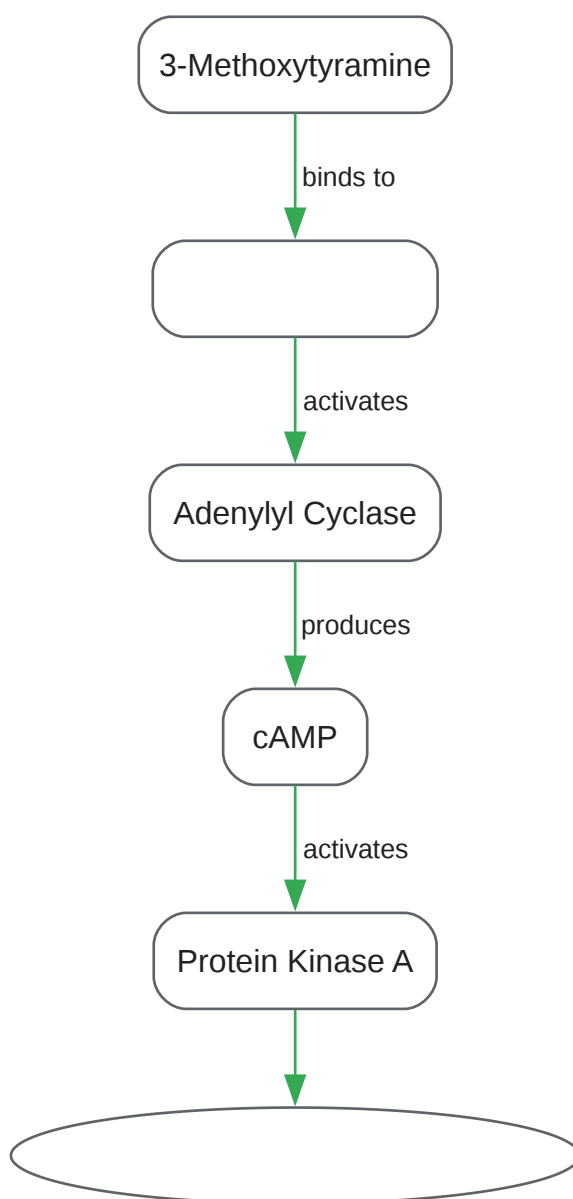 3-Methoxytyramine
binds to
activates
Adenylyl Cyclase
produces
cAMP
activates
Protein Kinase A